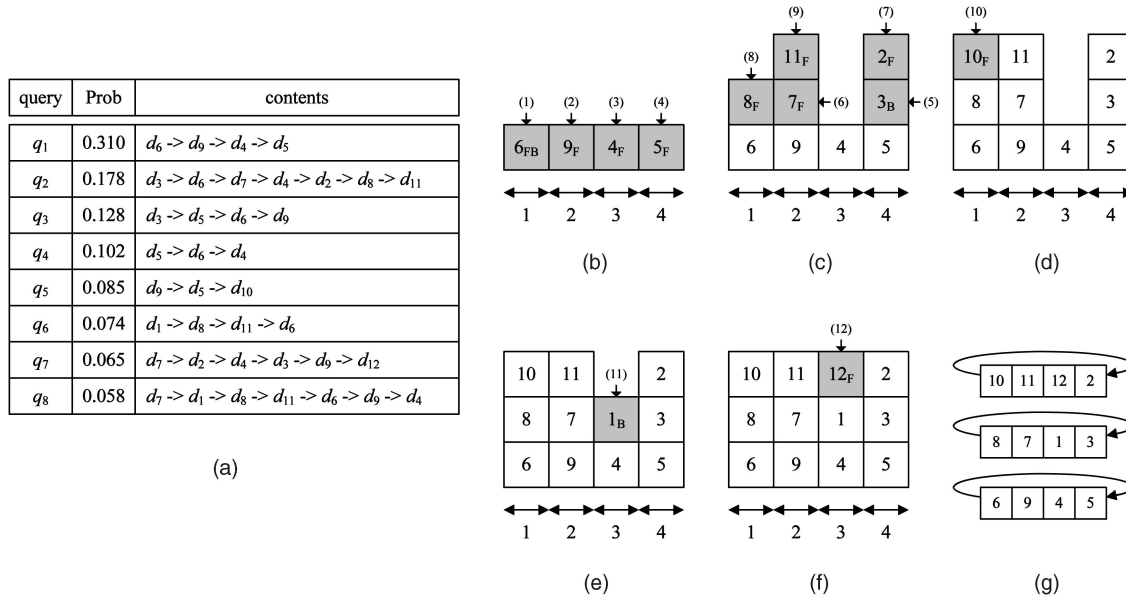 query Prob contents
q1 0.310 d6 -> d9 -> d4 -> d5
q2 0.178 d3 -> d6 -> d7 -> d4 -> d2 -> d8 -> d11
q3 0.128 d3 -> d5 -> d6 -> d9
q4 0.102 d5 -> d6 -> d4
q5 0.085 d9 -> d5 -> d10
q6 0.074 d1 -> d8 -> d11 -> d6
q7 0.065 d7 -> d2 -> d4 -> d3 -> d9 -> d12
q8 0.058 d7 -> d1 -> d8 -> d11 -> d6 -> d9 -> d4
(a)
(1) (2) (3) (4)
6FB 9F 4F 5F
1 2 3 4
(b)
(9) (7)
(8) 11F 2F
8F 7F (6) 3B (5)
6 9 4 5
1 2 3 4
(c)
(10)
10F 11 2
8 7 3
6 9 4 5
1 2 3 4
(d)
10 11 (11) 2
8 7 1B 3
6 9 4 5
1 2 3 4
(e)
(12)
10 11 12F 2
8 7 1 3
6 9 4 5
1 2 3 4
(f)
10 11 12 2
8 7 1 3
6 9 4 5
(g)